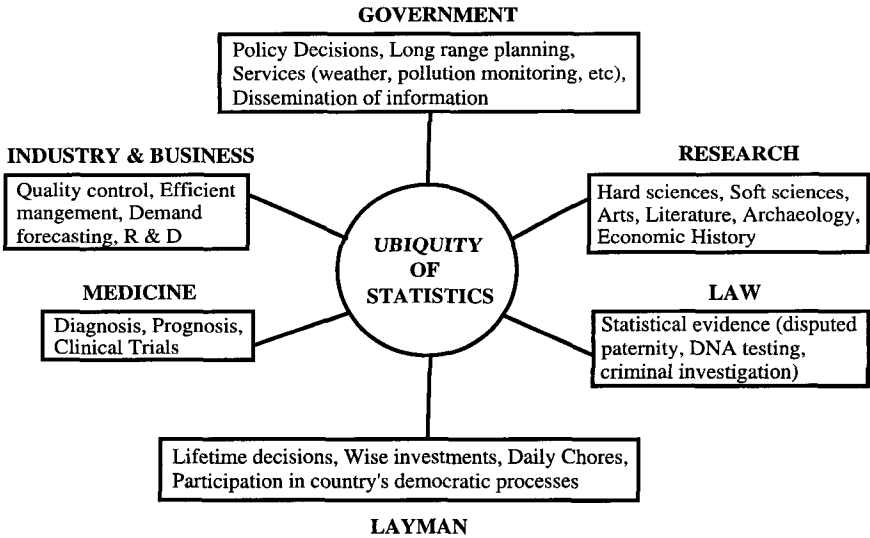 GOVERNMENT
Policy Decisions, Long range planning,
Services (weather, pollution monitoring, etc),
Dissemination of information
INDUSTRY & BUSINESS
Quality control, Efficient
mangement, Demand
forecasting, R & D
RESEARCH
Hard sciences, Soft sciences,
Arts, Literature, Archaeology,
Economic History
UBIQUITY
OF
STATISTICS
MEDICINE
Diagnosis, Prognosis,
Clinical Trials
LAW
Statistical evidence (disputed
paternity, DNA testing,
criminal investigation)
Lifetime decisions, Wise investments, Daily Chores,
Participation in country's democratic processes
LAYMAN